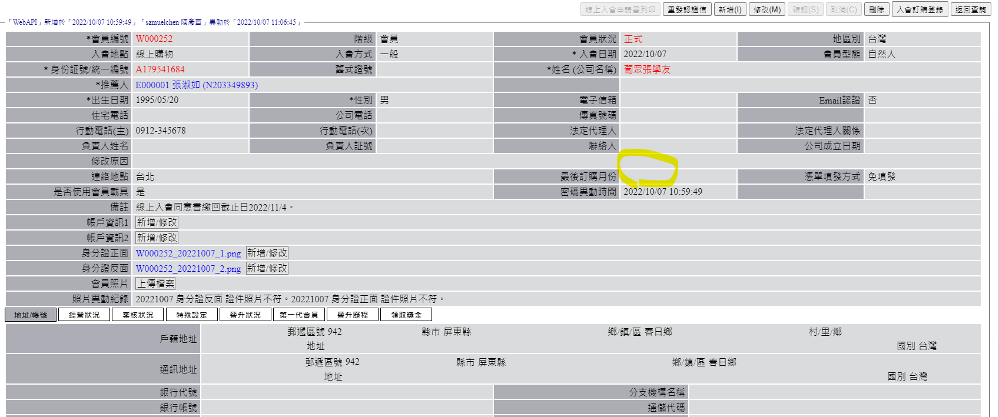 線上入會申請書列印 重發認證信 新增(I) 修改(M) 確認(S) 取消(C) 刪除 入會訂購登錄 返回查詢
「WebAPI」新增於「2022/10/07 10:59:49」「samuelchen 陳彥齊」異動於「2022/10/07 11:06:45」
*會員編號 W000252 階級 會員 會員狀況 正式 地區別 台灣
入會地點 線上購物 入會方式 一般 * 入會日期 2022/10/07 會員型態 自然人
* 身份証號/統一編號 A179541684 舊式證號 *姓名 (公司名稱) 葡眾張學友
*推薦人 E000001 張淑如 (N203349893)
*出生日期 1995/05/20 *性別 男 電子信箱 Email認證 否
住宅電話 公司電話 傳真號碼
行動電話(主) 0912-345678 行動電話(次) 法定代理人 法定代理人關係
負責人姓名 負責人証號 聯絡人 公司成立日期
修改原因
連絡地點 台北 最後訂購月份 憑單填發方式 免填發
是否使用會員載具 是 密碼異動時間 2022/10/07 10:59:49
備註 線上入會同意書繳回截止日2022/11/4。
帳戶資訊1 新增/修改
帳戶資訊2 新增/修改
身分證正面 W000252_20221007_1.png 新增/修改
身分證反面 W000252_20221007_2.png 新增/修改
會員照片 上傳檔案
照片異動紀錄 20221007 身分證反面 證件照片不符。20221007 身分證正面 證件照片不符。
地址/帳號 經營狀況 審核狀況 特殊設定 晉升狀況 第一代會員 晉升歷程 領取獎金
戶籍地址 郵遞區號 942 縣市 屏東縣 鄉/鎮/區 春日鄉 村/里/鄰
地址 國別 台灣
通訊地址 郵遞區號 942 縣市 屏東縣 鄉/鎮/區 春日鄉
地址 國別 台灣
銀行代號 分支機構名稱
銀行帳號 通儲代碼